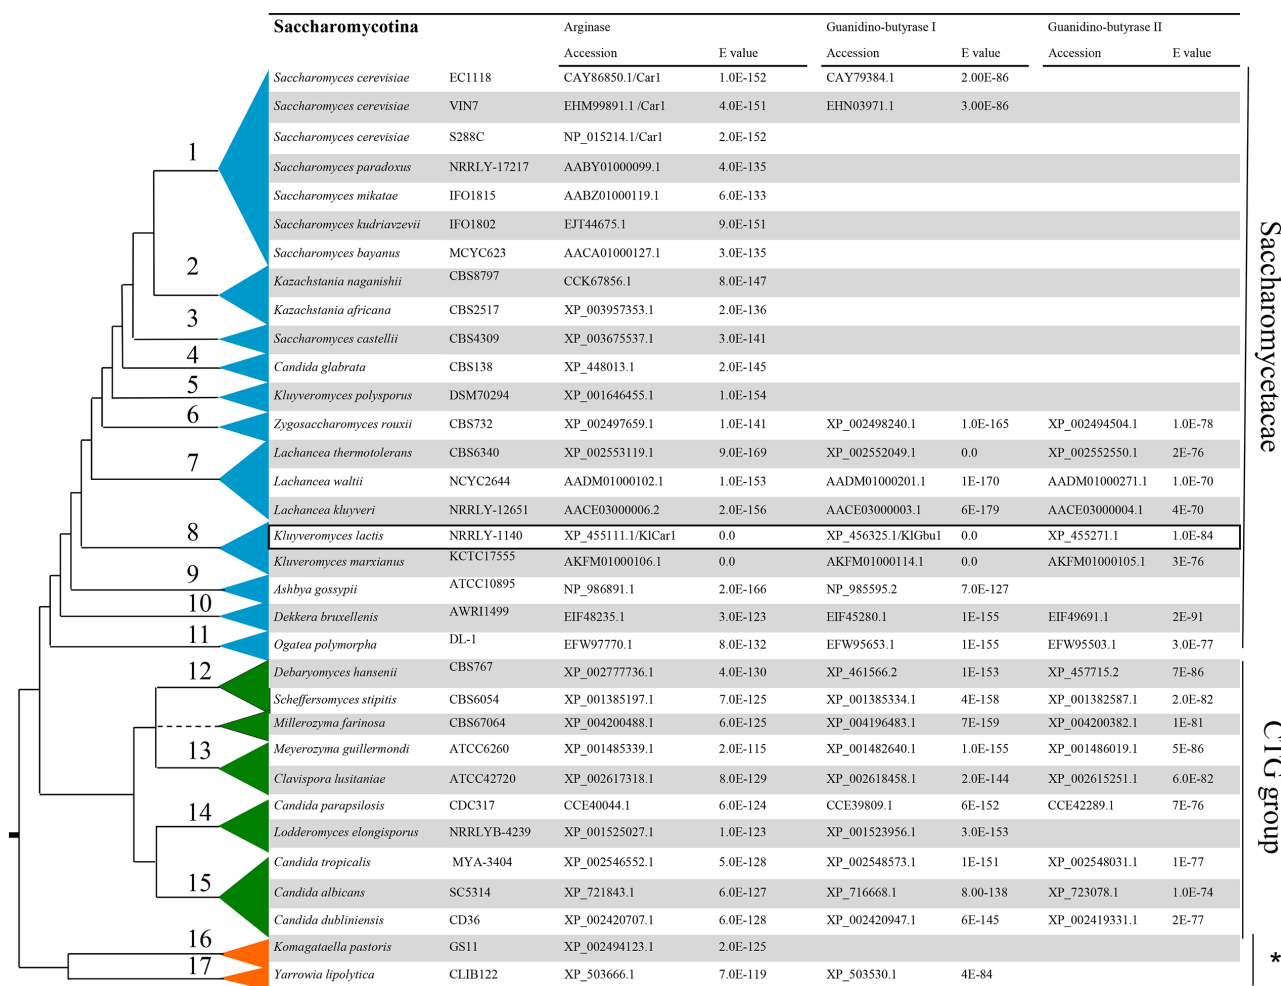 Saccharomycotina Arginase Guanidino-butyrase I Guanidino-butyrase II
Accession E value Accession E value Accession E value
Saccharomyces cerevisiae EC1118 CAY86850.1/Car1 1.0E-152 CAY79384.1 2.00E-86
Saccharomyces cerevisiae VIN7 EHM99891.1 /Car1 4.0E-151 EHN03971.1 3.00E-86
Saccharomyces cerevisiae S288C NP_015214.1/Car1 2.0E-152
1 Saccharomyces paradoxus NRRLY-17217 AABY01000099.1 4.0E-135
Saccharomyces mikatae IFO1815 AABZ01000119.1 6.0E-133
Saccharomyces kudriavzevii IFO1802 EJT44675.1 9.0E-151
Saccharomyces bayanus MCYC623 AACA01000127.1 3.0E-135
2 Kazachstania naganishii CBS8797 CCK67856.1 8.0E-147
Kazachstania africana CBS2517 XP_003957353.1 2.0E-136
3 Saccharomyces castellii CBS4309 XP_003675537.1 3.0E-141
4 Candida glabrata CBS138 XP_448013.1 2.0E-145
5 Kluyveromyces polysporus DSM70294 XP_001646455.1 1.0E-154
6 Zygosaccharomyces rouxii CBS732 XP_002497659.1 1.0E-141 XP_002498240.1 1.0E-165 XP_002494504.1 1.0E-78
7 Lachancea thermotolerans CBS6340 XP_002553119.1 9.0E-169 XP_002552049.1 0.0 XP_002552550.1 2E-76
Lachancea waltii NCYC2644 AADM01000102.1 1.0E-153 AADM01000201.1 1E-170 AADM01000271.1 1.0E-70
Lachancea kluyveri NRRLY-12651 AACE03000006.2 2.0E-156 AACE03000003.1 6E-179 AACE03000004.1 4E-70
8 Kluyveromyces lactis NRRLY-1140 XP_455111.1/KlCar1 0.0 XP_456325.1/KlGbu1 0.0 XP_455271.1 1.0E-84
Kluveromyces marxianus KCTC17555 AKFM01000106.1 0.0 AKFM01000114.1 0.0 AKFM01000105.1 3E-76
9 Ashbya gossypii ATCC10895 NP_986891.1 2.0E-166 NP_985595.2 7.0E-127
10 Dekkera bruxellenis AWRI1499 EIF48235.1 3.0E-123 EIF45280.1 1E-155 EIF49691.1 2E-91
11 Ogatea polymorpha DL-1 EFW97770.1 8.0E-132 EFW95653.1 1E-155 EFW95503.1 3.0E-77
Saccharomycetacae
12 Debaryomyces hansenii CBS767 XP_002777736.1 4.0E-130 XP_461566.2 1E-153 XP_457715.2 7E-86
Scheffersomyces stipitis CBS6054 XP_001385197.1 7.0E-125 XP_001385334.1 4E-158 XP_001382587.1 2.0E-82
Millerozyma farinosa CBS67064 XP_004200488.1 6.0E-125 XP_004196483.1 7E-159 XP_004200382.1 1E-81
13 Meyerozyma guillermondi ATCC6260 XP_001485339.1 2.0E-115 XP_001482640.1 1.0E-155 XP_001486019.1 5E-86
Clavispora lusitaniae ATCC42720 XP_002617318.1 8.0E-129 XP_002618458.1 2.0E-144 XP_002615251.1 6.0E-82
14 Candida parapsilosis CDC317 CCE40044.1 6.0E-124 CCE39809.1 6E-152 CCE42289.1 7E-76
Lodderomyces elongisporus NRRLYB-4239 XP_001525027.1 1.0E-123 XP_001523956.1 3.0E-153
Candida tropicalis MYA-3404 XP_002546552.1 5.0E-128 XP_002548573.1 1E-151 XP_002548031.1 1E-77
15 Candida albicans SC5314 XP_721843.1 6.0E-127 XP_716668.1 8.00-138 XP_723078.1 1.0E-74
Candida dubliniensis CD36 XP_002420707.1 6.0E-128 XP_002420947.1 6E-145 XP_002419331.1 2E-77
CTG group
16 Komagataella pastoris GS11 XP_002494123.1 2.0E-125
17 Yarrowia lipolytica CLIB122 XP_503666.1 7.0E-119 XP_503530.1 4E-84
*